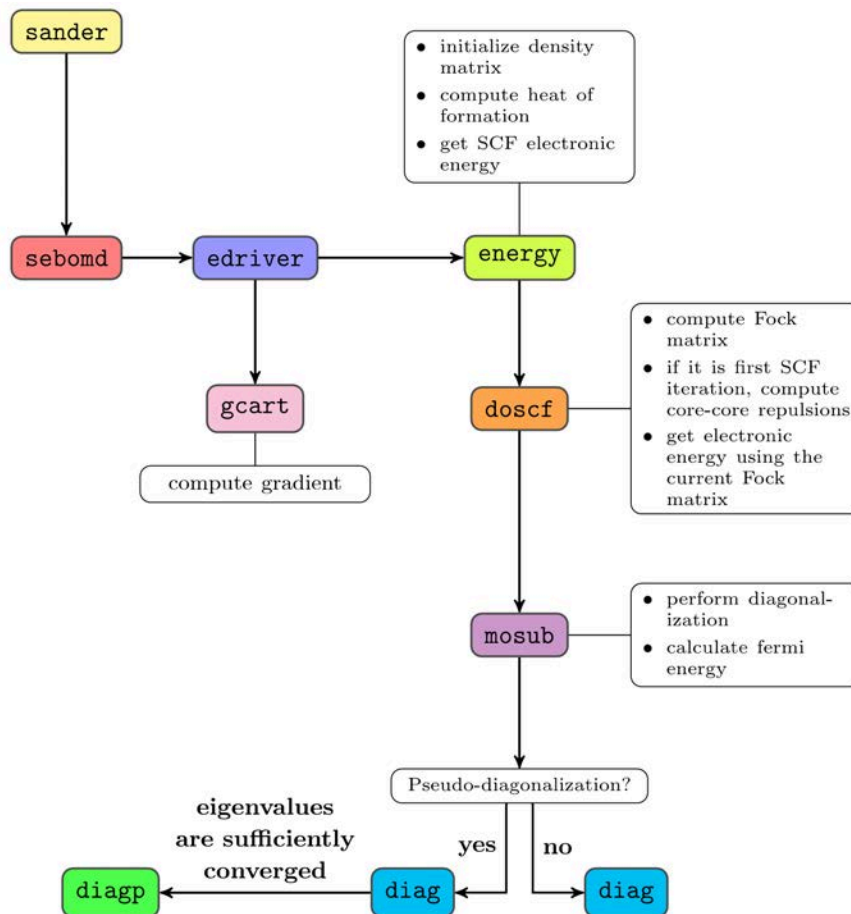 sander
• initialize density
matrix
• compute heat of
formation
• get SCF electronic
energy
sebomd
edriver
energy
gcart
compute gradient
doscf
• compute Fock
matrix
• if it is first SCF
iteration, compute
core-core repulsions
• get electronic
energy using the
current Fock
matrix
mosub
• perform diagonal-
ization
• calculate fermi
energy
Pseudo-diagonalization?
eigenvalues
are sufficiently
converged
yes
no
diagp
diag
diag